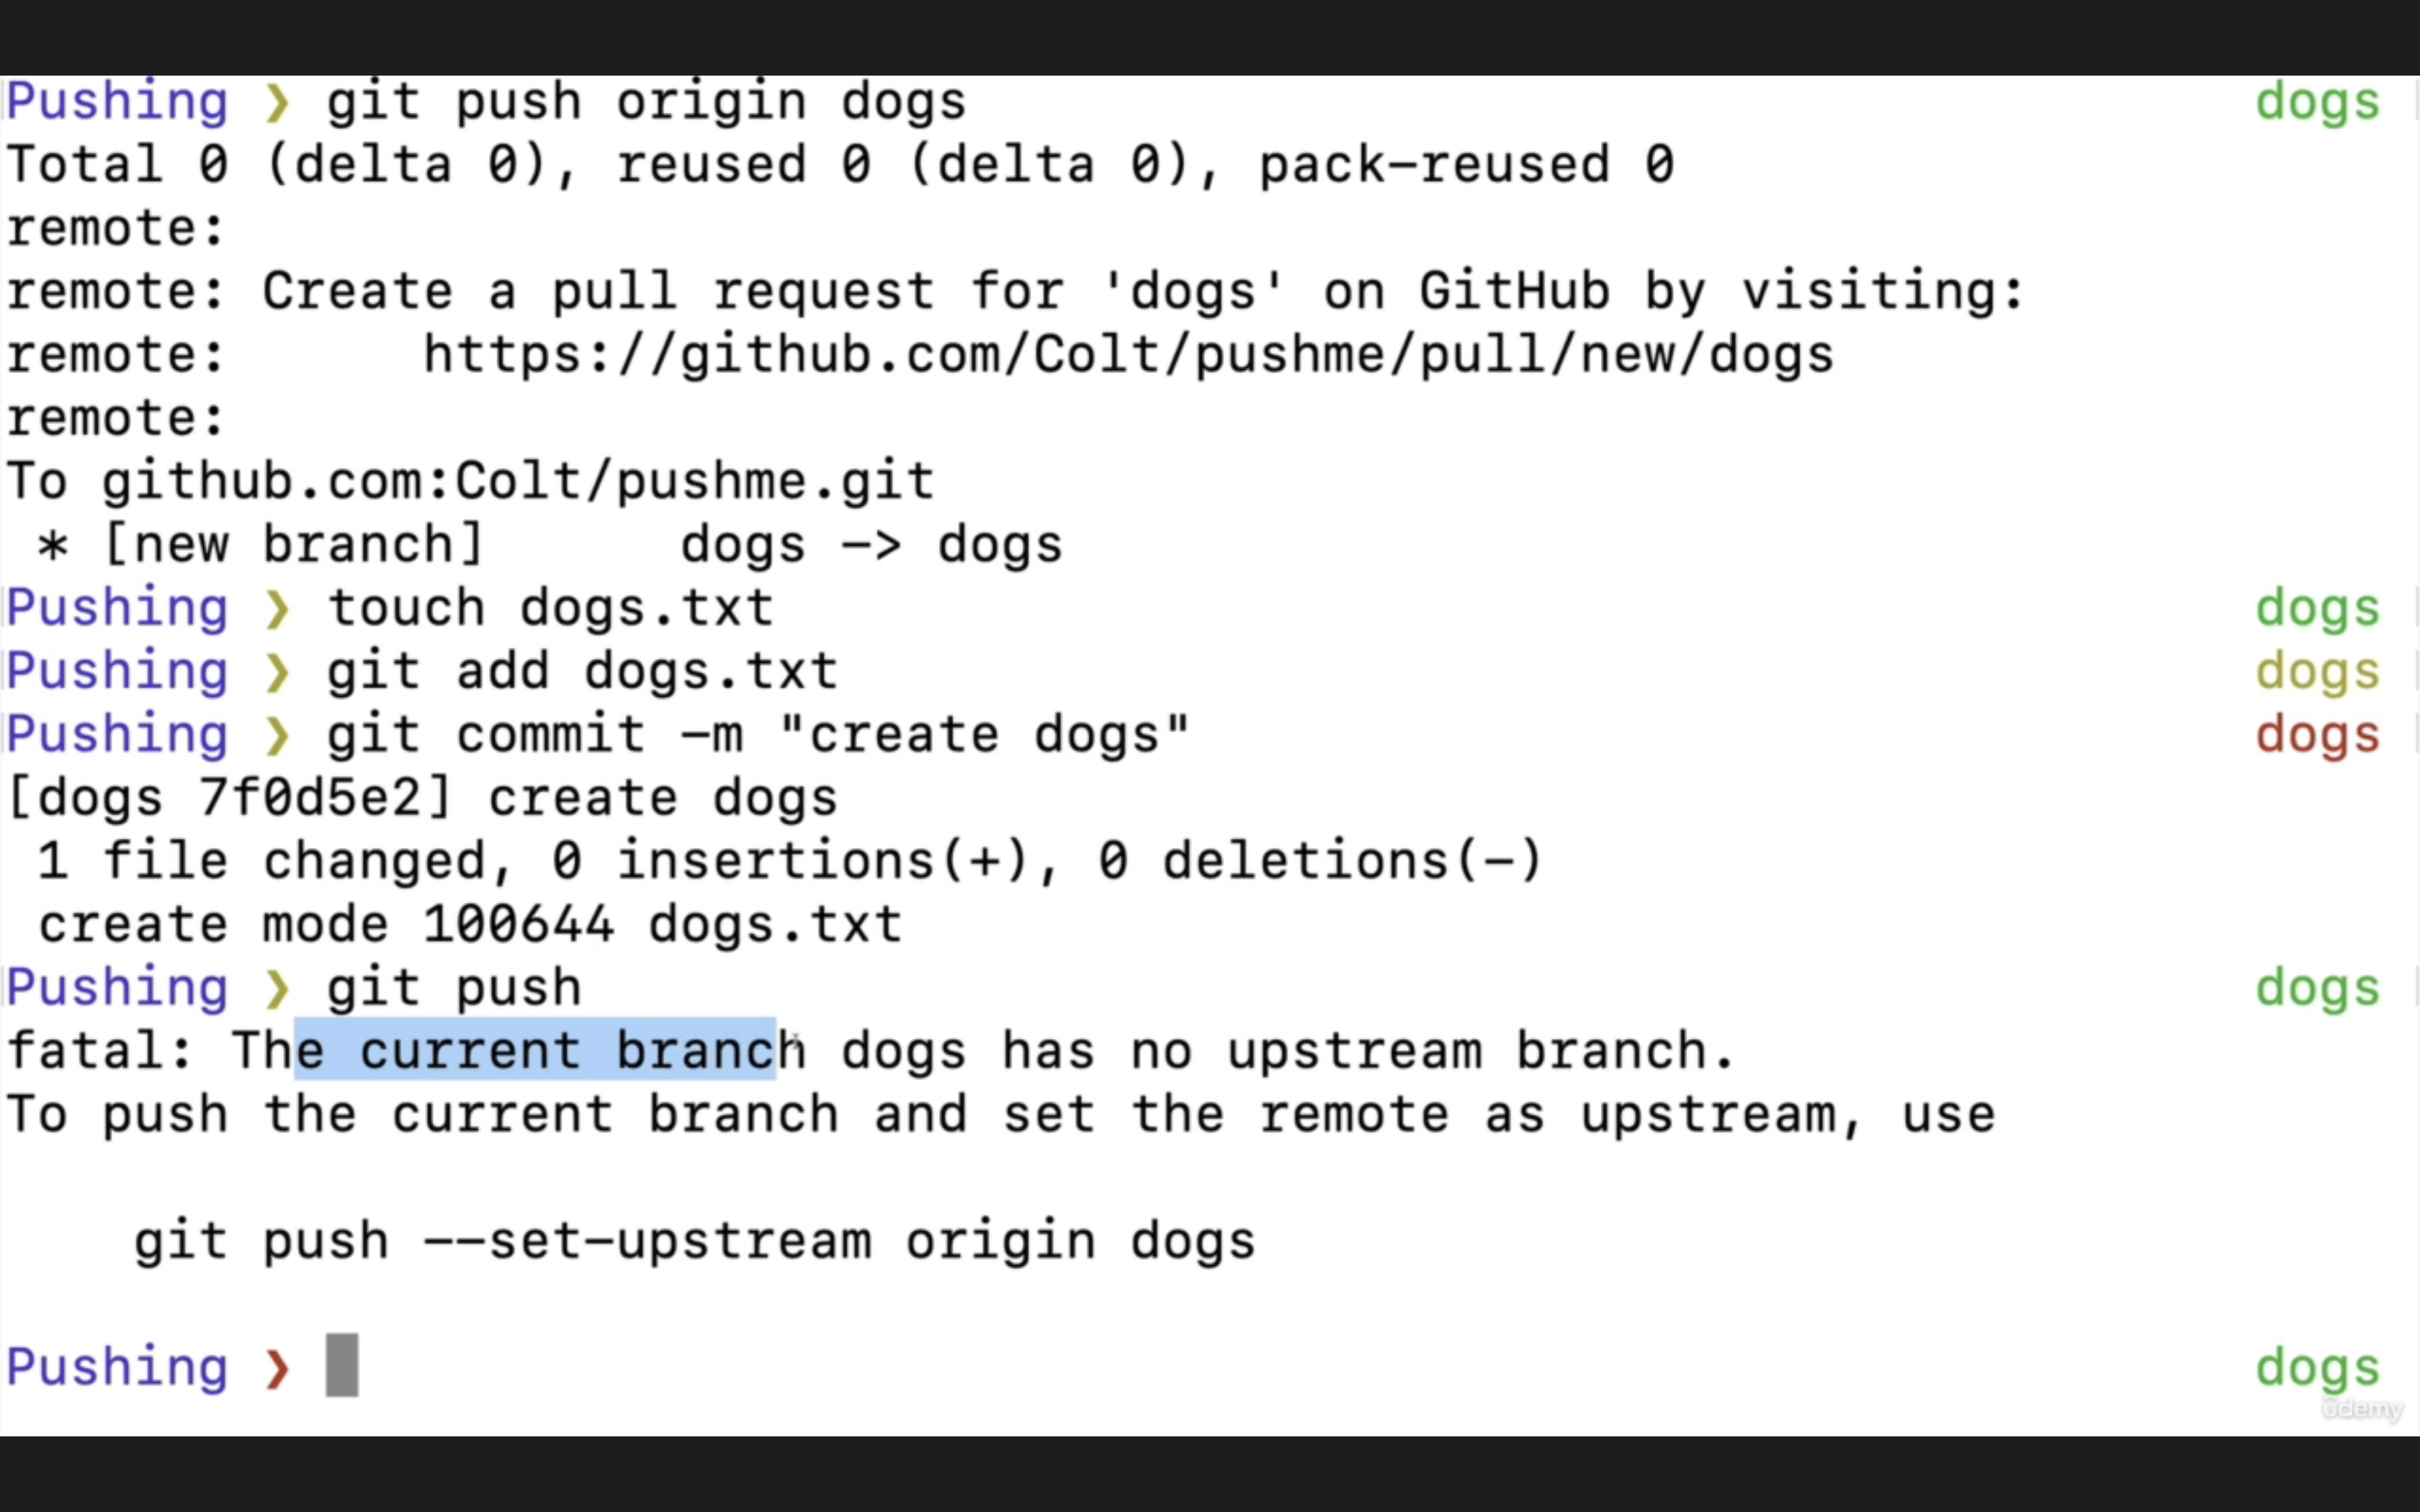 Pushing ❯ git push origin dogs dogs
Total 0 (delta 0), reused 0 (delta 0), pack-reused 0
remote:
remote: Create a pull request for 'dogs' on GitHub by visiting:
remote:      https://github.com/Colt/pushme/pull/new/dogs
remote:
To github.com:Colt/pushme.git
 * [new branch]      dogs -> dogs
Pushing ❯ touch dogs.txt dogs
Pushing ❯ git add dogs.txt dogs
Pushing ❯ git commit -m "create dogs" dogs
[dogs 7f0d5e2] create dogs
 1 file changed, 0 insertions(+), 0 deletions(-)
 create mode 100644 dogs.txt
Pushing ❯ git push dogs
fatal: The current branch dogs has no upstream branch.
To push the current branch and set the remote as upstream, use
    git push --set-upstream origin dogs
Pushing ❯ dogs
udemy